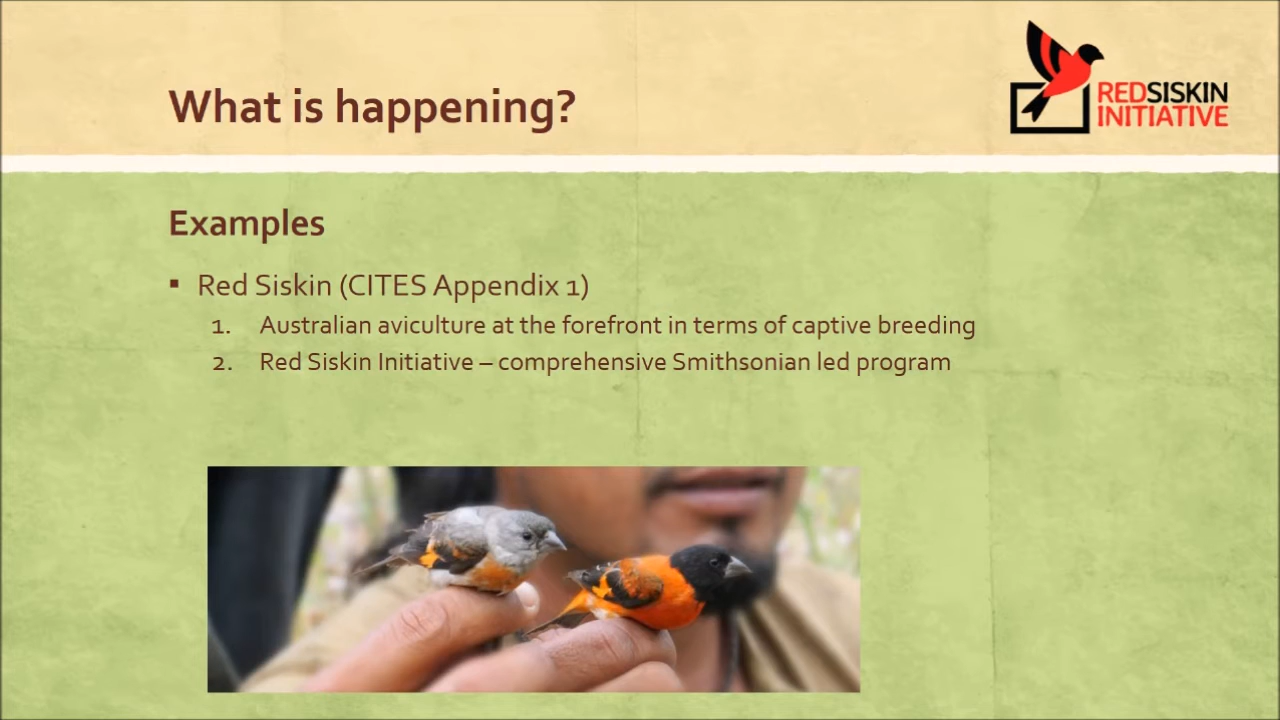 What is happening?
REDSISKIN
INITIATIVE
Examples
▪ Red Siskin (CITES Appendix 1)
1. Australian aviculture at the forefront in terms of captive breeding
2. Red Siskin Initiative – comprehensive Smithsonian led program